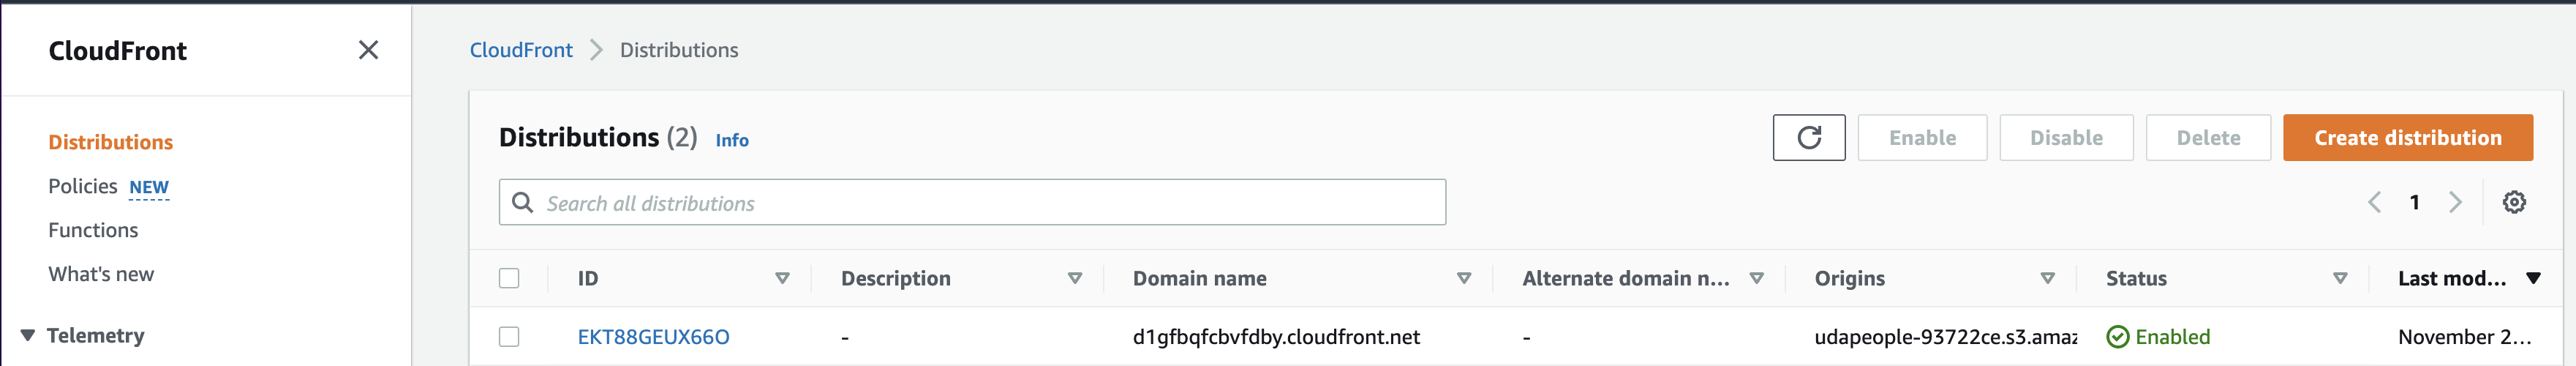 CloudFront
Distributions
Policies NEW
Functions
What's new
Telemetry
CloudFront Distributions
Distributions (2) Info
Enable Disable Delete Create distribution
Search all distributions
1
ID Description Domain name Alternate domain n... Origins Status Last mod...
EKT88GEUX66O - d1gfbqfcbvfdby.cloudfront.net - udapeople-93722ce.s3.amaz Enabled November 2...